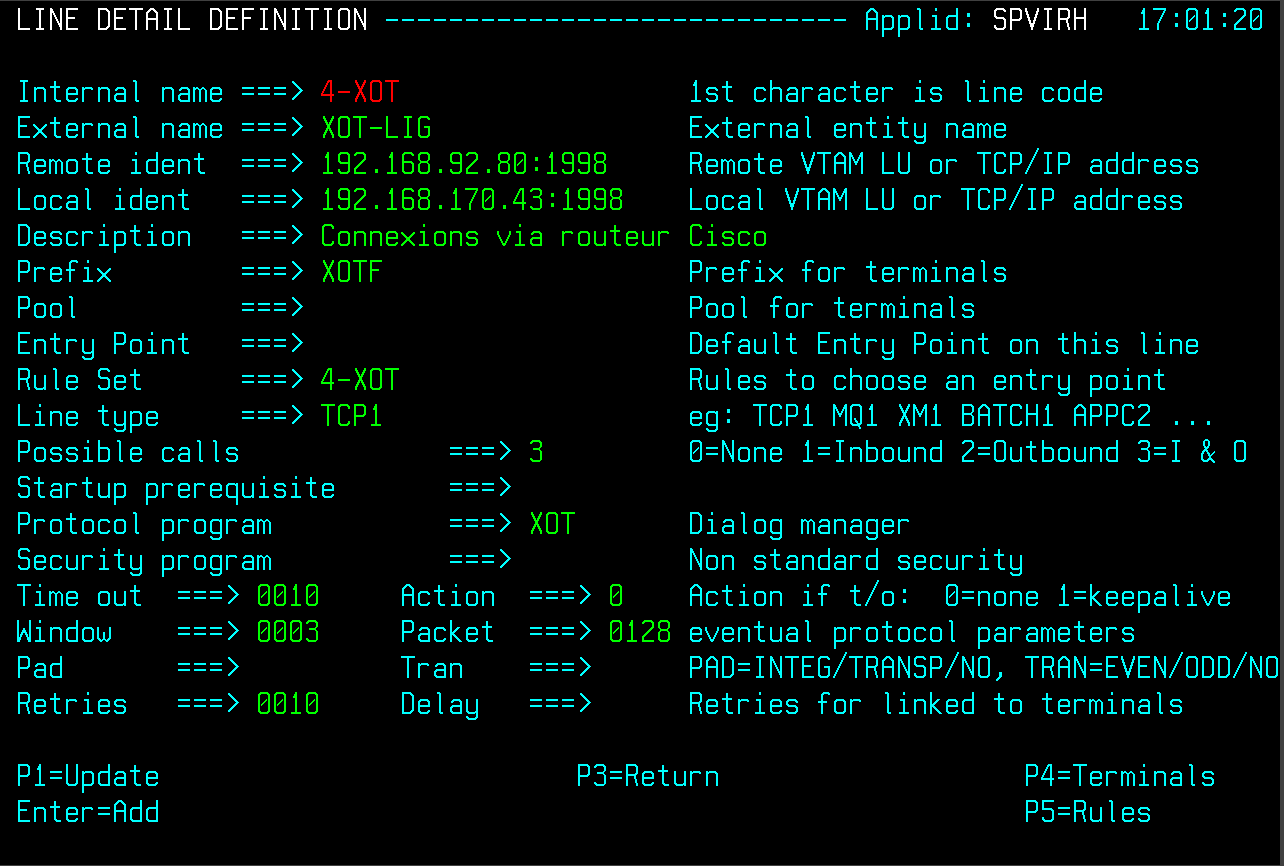 LINE DETAIL DEFINITION ----------------------------- Applid: SPVIRH 17:01:20
Internal name ===> 4-XOT 1st character is line code
External name ===> XOT-LIG External entity name
Remote ident ===> 192.168.92.80:1998 Remote VTAM LU or TCP/IP address
Local ident ===> 192.168.170.43:1998 Local VTAM LU or TCP/IP address
Description ===> Connexions via routeur Cisco
Prefix ===> XOTF Prefix for terminals
Pool ===> Pool for terminals
Entry Point ===> Default Entry Point on this line
Rule Set ===> 4-XOT Rules to choose an entry point
Line type ===> TCP1 eg: TCP1 MQ1 XM1 BATCH1 APPC2 ...
Possible calls ===> 3 0=None 1=Inbound 2=Outbound 3=I & O
Startup prerequisite ===>
Protocol program ===> XOT Dialog manager
Security program ===> Non standard security
Time out ===> 0010 Action ===> 0 Action if t/o: 0=none 1=keepalive
Window ===> 0003 Packet ===> 0128 eventual protocol parameters
Pad ===> Tran ===> PAD=INTEG/TRANSP/NO, TRAN=EVEN/ODD/NO
Retries ===> 0010 Delay ===> Retries for linked to terminals
P1=Update P3=Return P4=Terminals
Enter=Add P5=Rules